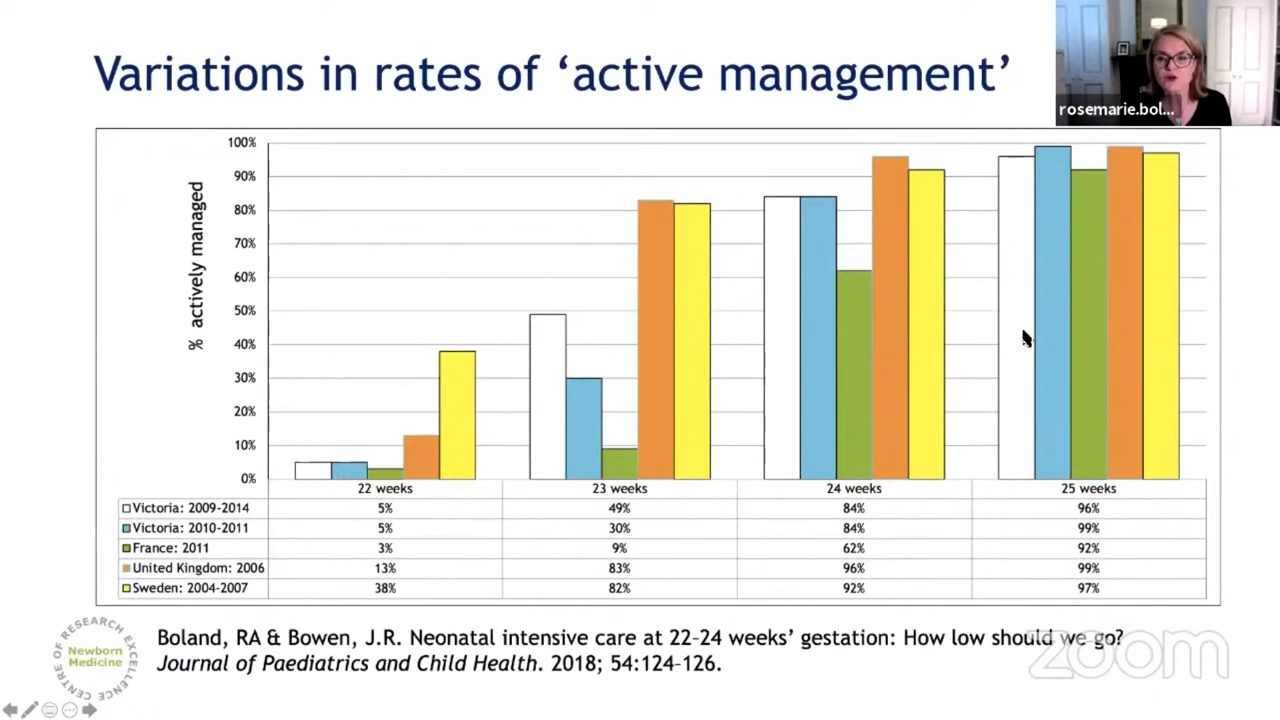 Variations in rates of ‘active management’
rosemarie.bol...
% actively managed
100%
90%
80%
70%
60%
50%
40%
30%
20%
10%
0%
22 weeks 23 weeks 24 weeks 25 weeks
Victoria: 2009-2014 5% 49% 84% 96%
Victoria: 2010-2011 5% 30% 84% 99%
France: 2011 3% 9% 62% 92%
United Kingdom: 2006 13% 83% 96% 99%
Sweden: 2004-2007 38% 82% 92% 97%
CENTRE OF RESEARCH EXCELLENCE
Newborn
Medicine
Boland, RA & Bowen, J.R. Neonatal intensive care at 22-24 weeks’ gestation: How low should we go?
Journal of Paediatrics and Child Health. 2018; 54:124-126.
zoom